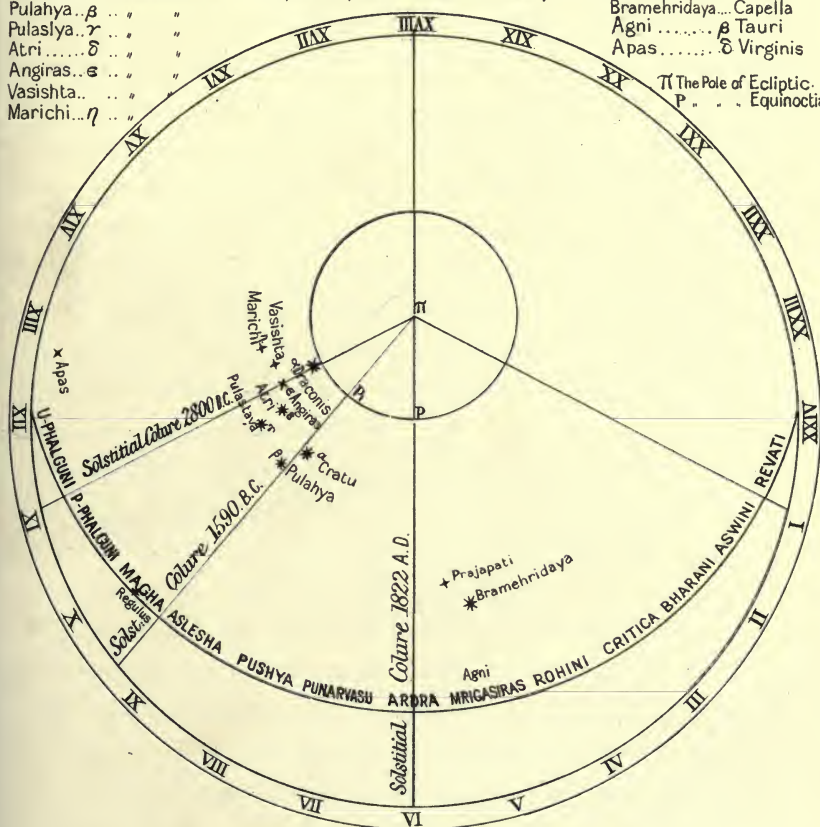 Pulahya..β.. „ „
Pulaslya..γ.. „ „
Atri.....δ.. „ „
Angiras..ε.. „ „
Vasishta.. .. „ „
Marichi...η.. „ „
Bramehridaya....Capella
Agni........β Tauri
Apas......δ Virginis
π The Pole of Ecliptic.
P „ „ „ Equinoctia
XVIII
XIX
XX
XXI
XXII
XXIII
XXIV
I
II
III
IV
V
VI
VII
VIII
IX
X
XI
XII
XIII
XIV
XV
XVI
XVII
π
P
P₁
Vasishta
Marichi η
α Draconis
ε Angiras
Atri δ
Pulastaya γ
α Cratu
β Pulahya
Apas
Solstitial Colure 2800 B.C.
Solst: Colure 1590. B.C.
Solstitial Colure 1822 A.D.
Regulus
Prajapati
Bramehridaya
Agni
U-PHALGUNI P-PHALGUNI MAGHA ASLESHA PUSHYA PUNARVASU ARDRA MRIGASIRAS ROHINI CRITICA BHARANI ASWINI REVATI